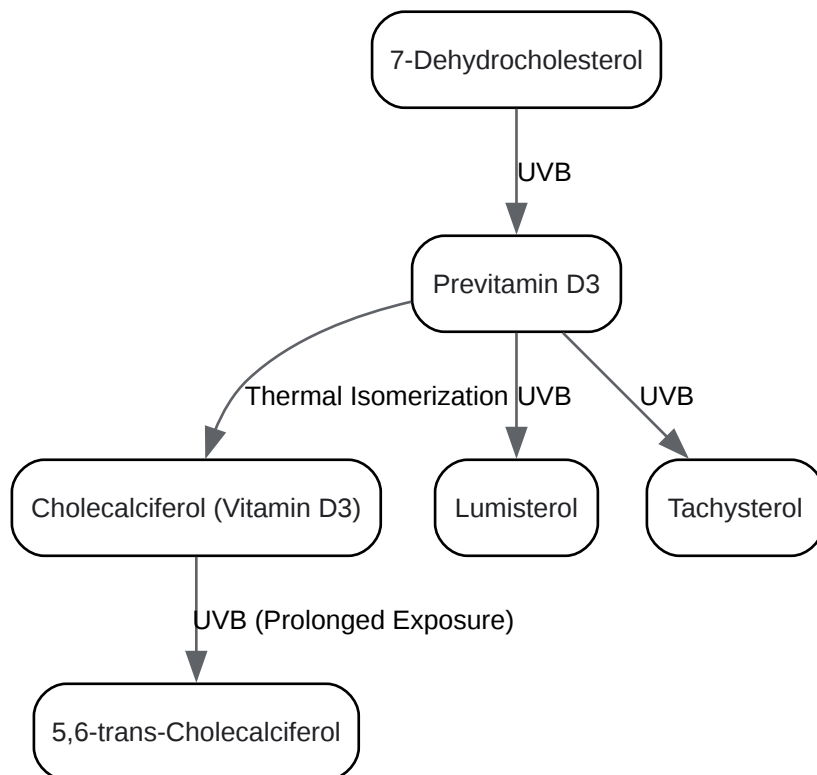 7-Dehydrocholesterol
UVB
Previtamin D3
Thermal Isomerization
UVB
UVB
Cholecalciferol (Vitamin D3)
Lumisterol
Tachysterol
UVB (Prolonged Exposure)
5,6-trans-Cholecalciferol